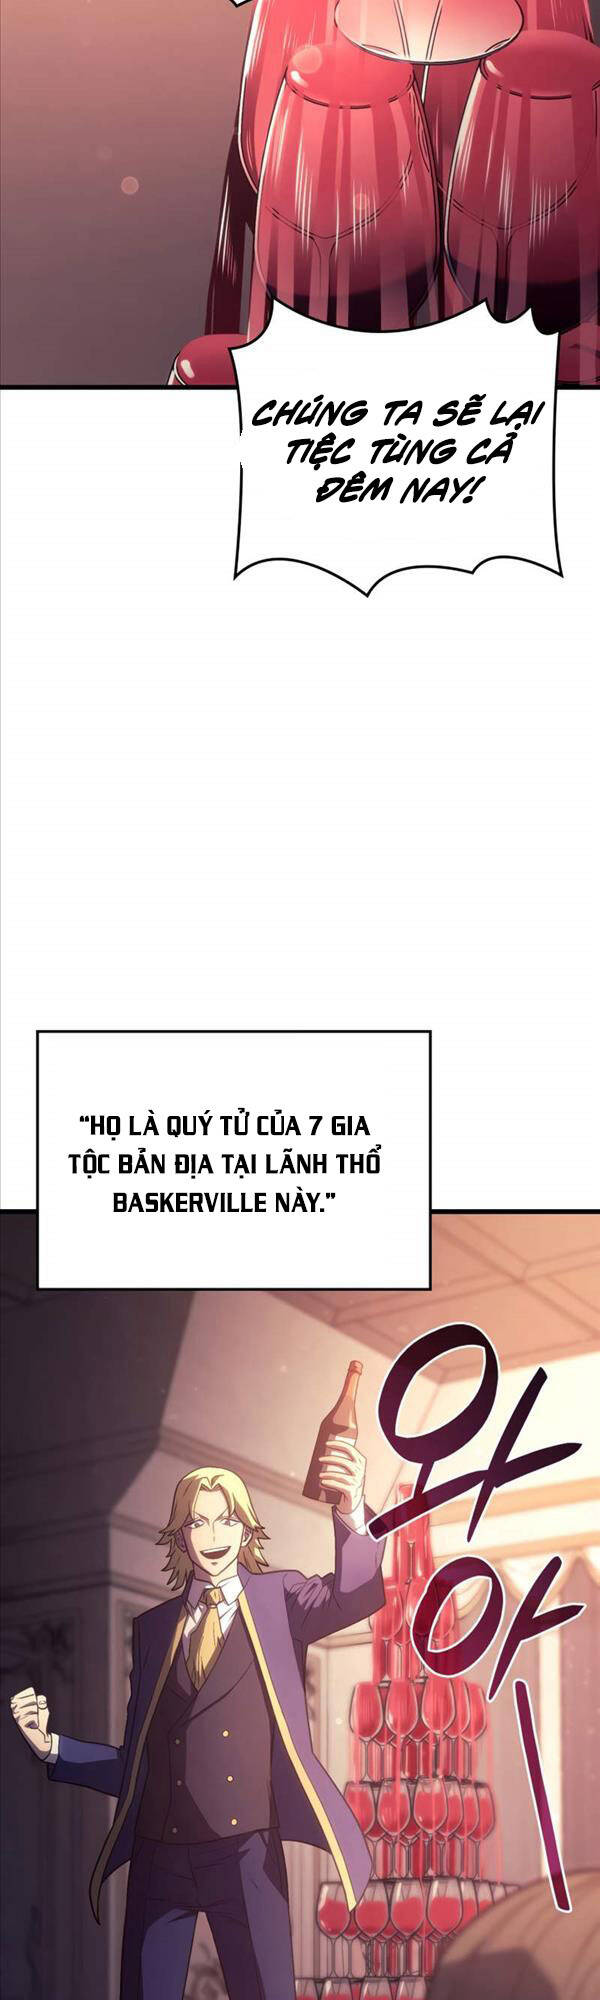 CHÚNG TA SẼ LẠI
TIỆC TÙNG CẢ
ĐÊM NAY!
“HỌ LÀ QUÝ TỬ CỦA 7 GIA
TỘC BẢN ĐỊA TẠI LÃNH THỔ
BASKERVILLE NÀY.”
와
아